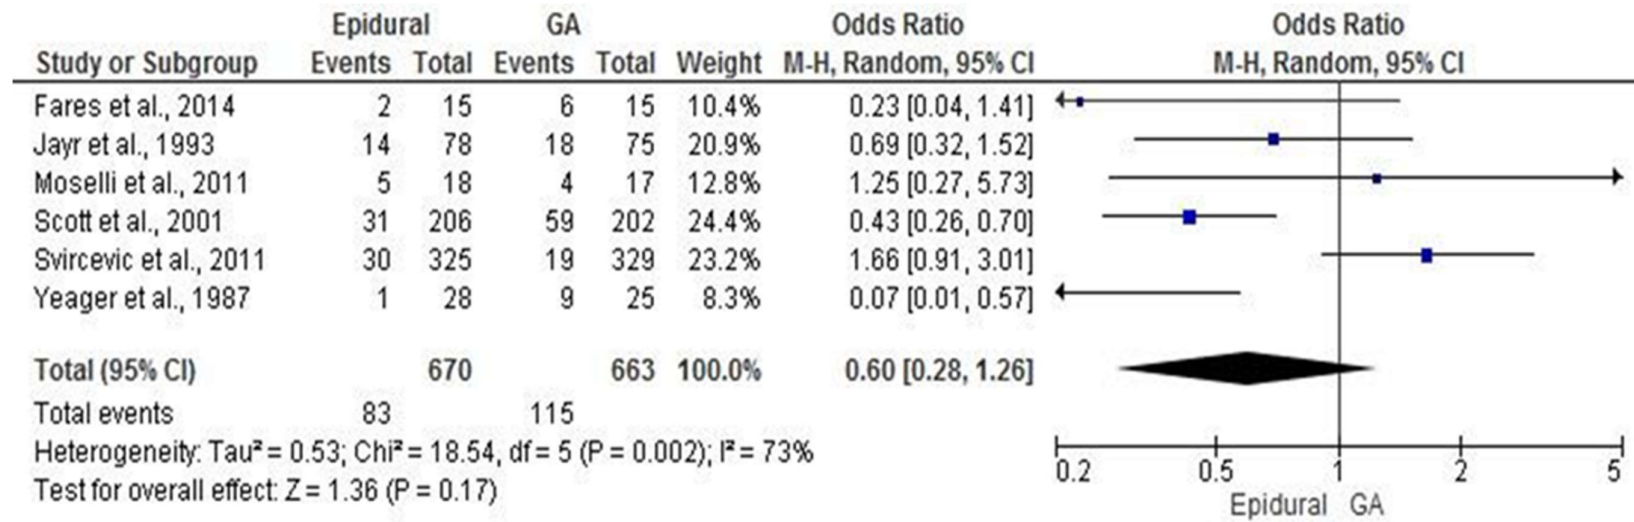 Epidural GA Odds Ratio Odds Ratio
Study or Subgroup Events Total Events Total Weight M-H, Random, 95% CI M-H, Random, 95% CI
Fares et al., 2014 2 15 6 15 10.4% 0.23 [0.04, 1.41]
Jayr et al., 1993 14 78 18 75 20.9% 0.69 [0.32, 1.52]
Moselli et al., 2011 5 18 4 17 12.8% 1.25 [0.27, 5.73]
Scott et al., 2001 31 206 59 202 24.4% 0.43 [0.26, 0.70]
Svircevic et al., 2011 30 325 19 329 23.2% 1.66 [0.91, 3.01]
Yeager et al., 1987 1 28 9 25 8.3% 0.07 [0.01, 0.57]
Total (95% CI) 670 663 100.0% 0.60 [0.28, 1.26]
Total events 83 115
Heterogeneity: Tau² = 0.53; Chi² = 18.54, df = 5 (P = 0.002); I² = 73%
Test for overall effect: Z = 1.36 (P = 0.17)
0.2 0.5 1 2 5
Epidural GA